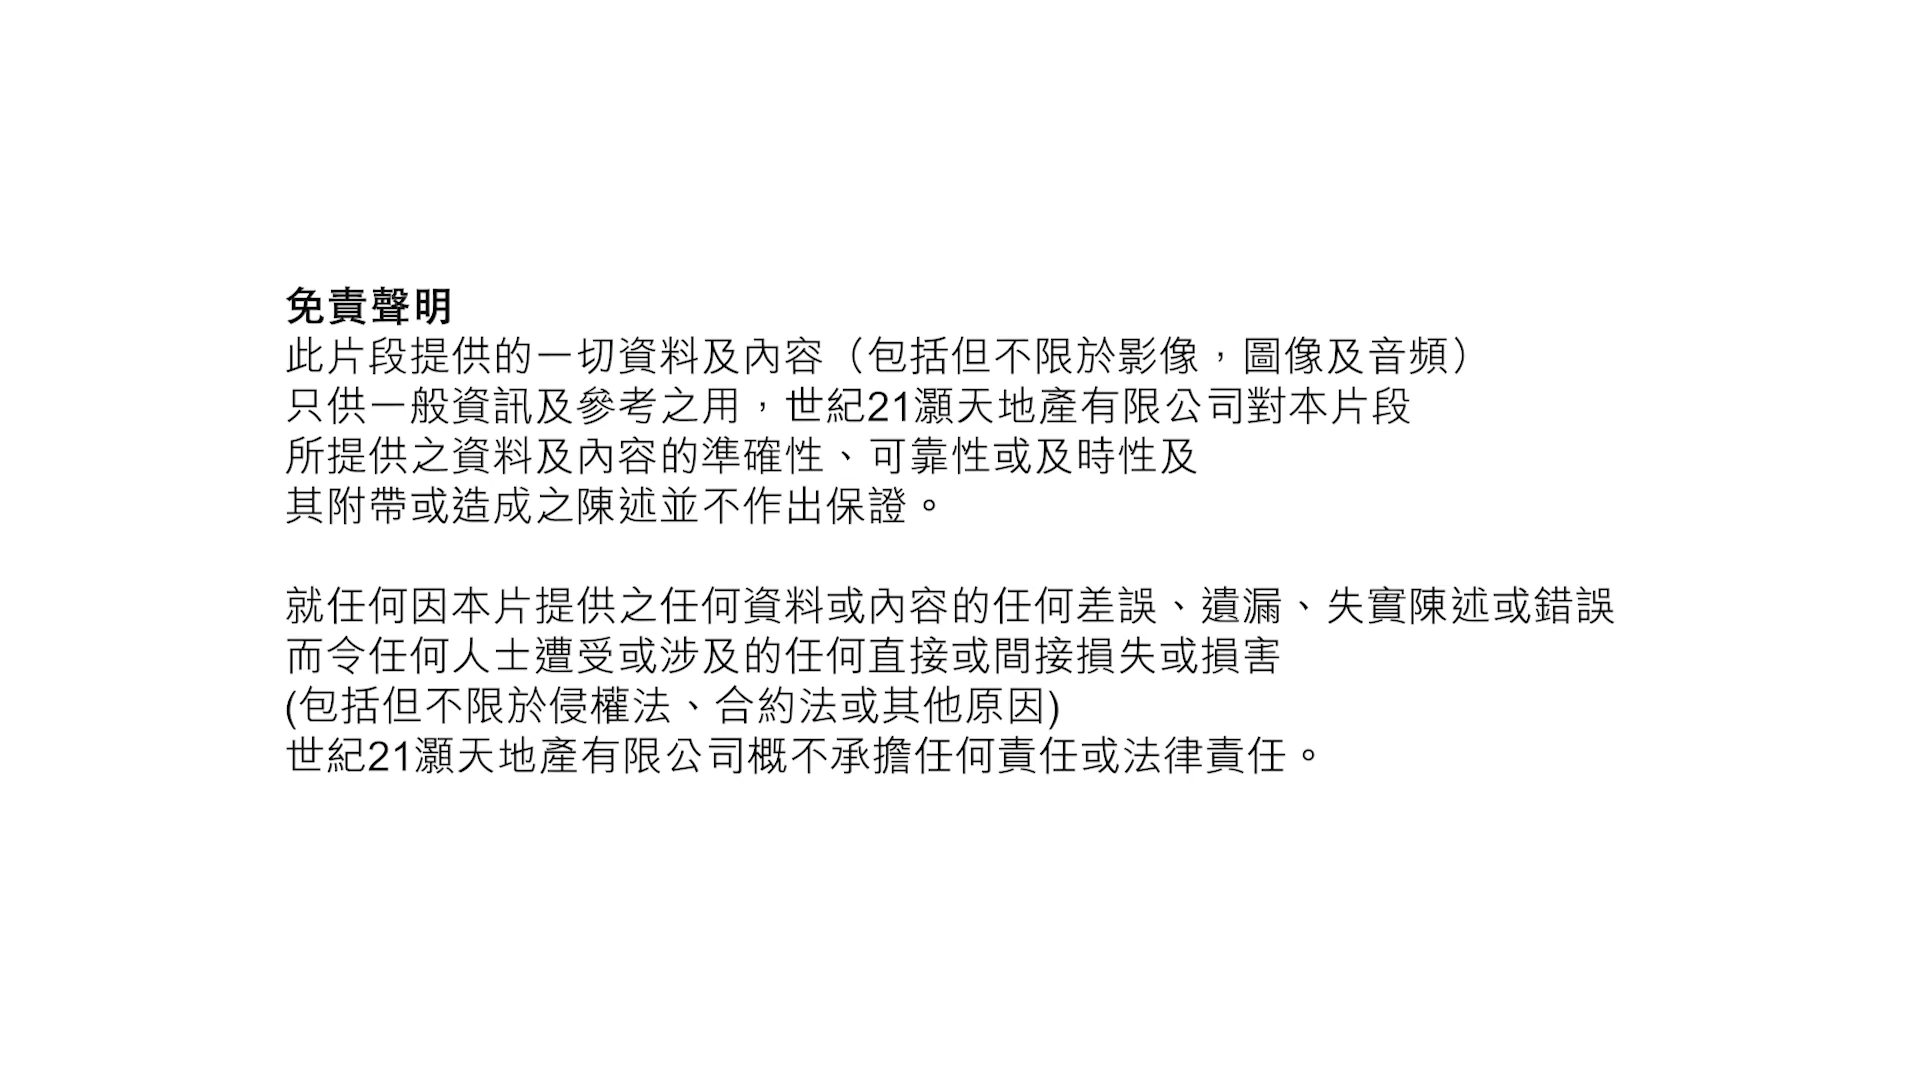 免責聲明
此片段提供的一切資料及內容（包括但不限於影像，圖像及音頻）
只供一般資訊及參考之用，世紀21灝天地產有限公司對本片段
所提供之資料及內容的準確性、可靠性或及時性及
其附帶或造成之陳述並不作出保證。
就任何因本片提供之任何資料或內容的任何差誤、遺漏、失實陳述或錯誤
而令任何人士遭受或涉及的任何直接或間接損失或損害
(包括但不限於侵權法、合約法或其他原因)
世紀21灝天地產有限公司概不承擔任何責任或法律責任。